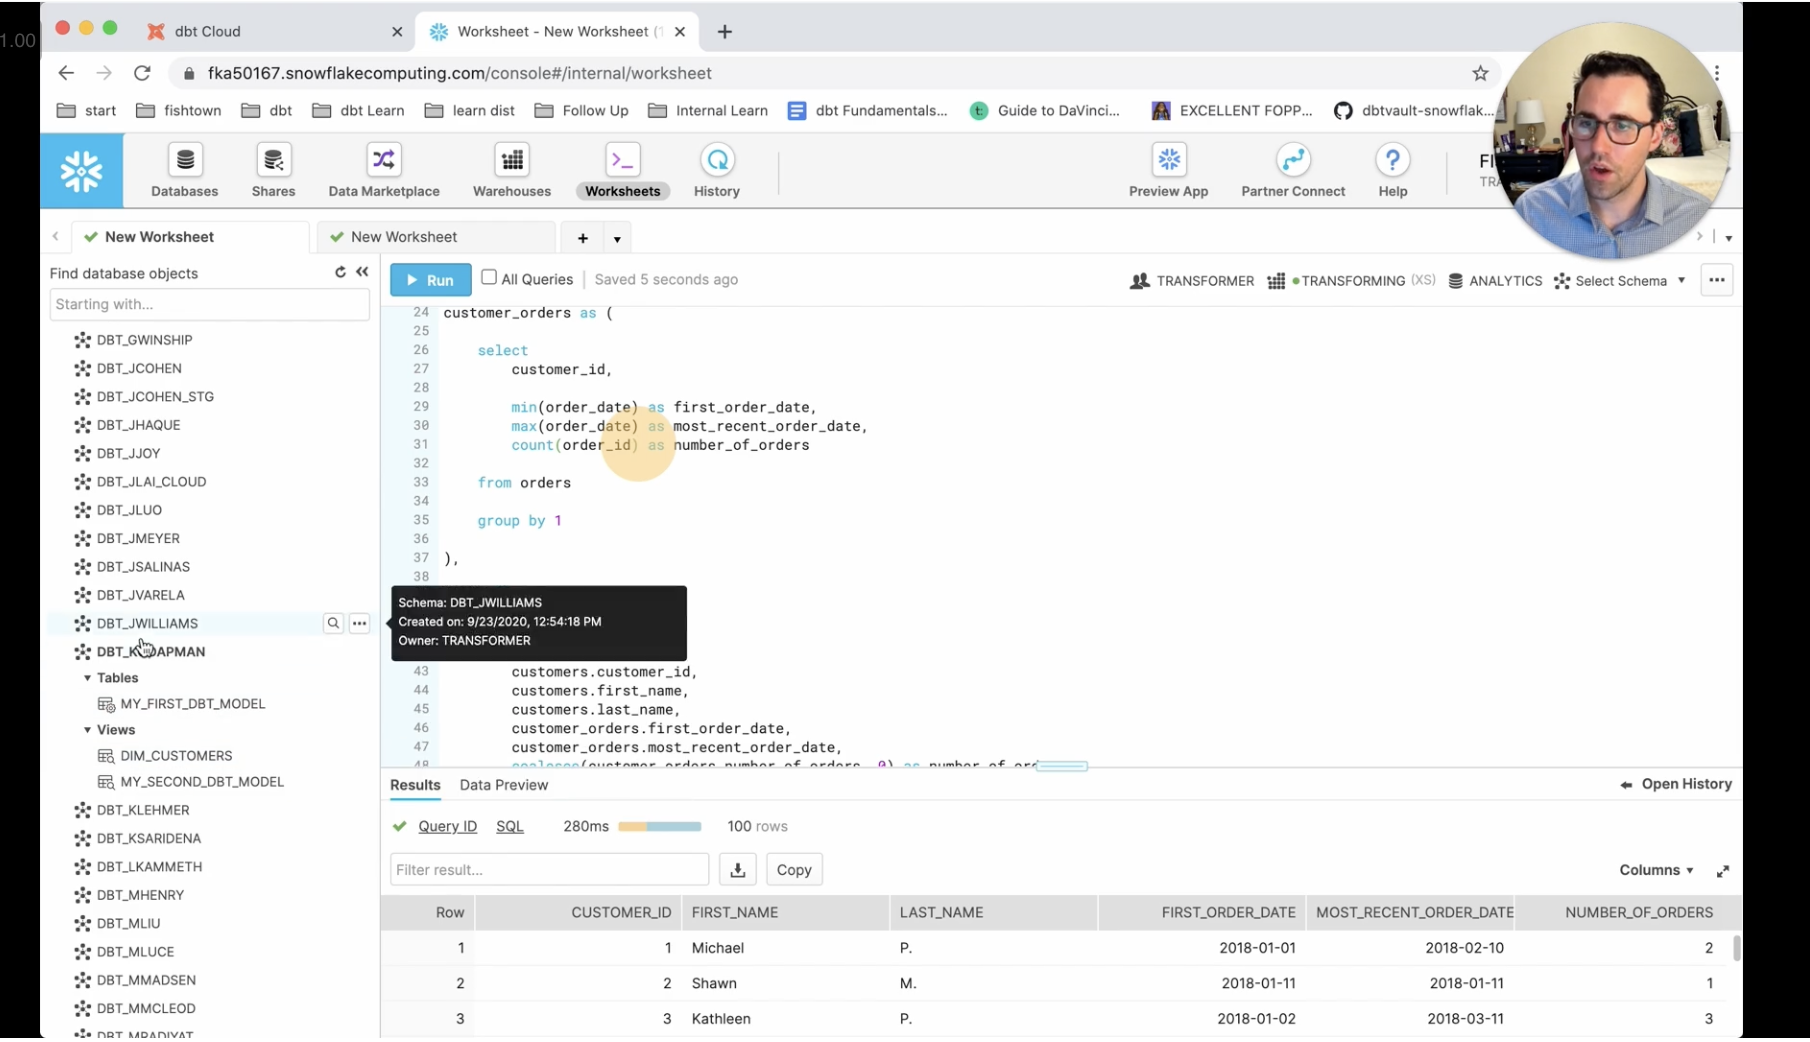 1.00
dbt Cloud
Worksheet - New Worksheet (1
fka50167.snowflakecomputing.com/console#/internal/worksheet
start fishtown dbt dbt Learn learn dist Follow Up Internal Learn dbt Fundamentals... Guide to DaVinci... EXCELLENT FOPP... dbtvault-snowflak...
Databases Shares Data Marketplace Warehouses Worksheets History Preview App Partner Connect Help
New Worksheet New Worksheet
Find database objects
Starting with...
DBT_GWINSHIP
DBT_JCOHEN
DBT_JCOHEN_STG
DBT_JHAQUE
DBT_JJOY
DBT_JLAI_CLOUD
DBT_JLUO
DBT_JMEYER
DBT_JSALINAS
DBT_JVARELA
DBT_JWILLIAMS
Tables
MY_FIRST_DBT_MODEL
Views
DIM_CUSTOMERS
MY_SECOND_DBT_MODEL
DBT_KLEHMER
DBT_KSARIDENA
DBT_LKAMMETH
DBT_MHENRY
DBT_MLIU
DBT_MLUCE
DBT_MMADSEN
DBT_MMCLEOD
Run All Queries Saved 5 seconds ago TRANSFORMER TRANSFORMING (XS) ANALYTICS Select Schema
24 customer_orders as (
25
26 select
27 customer_id,
28
29 min(order_date) as first_order_date,
30 max(order_date) as most_recent_order_date,
31 count(order_id) as number_of_orders
32
33 from orders
34
35 group by 1
36
37 ),
38
Schema: DBT_JWILLIAMS
Created on: 9/23/2020, 12:54:18 PM
Owner: TRANSFORMER
43 customers.customer_id,
44 customers.first_name,
45 customers.last_name,
46 customer_orders.first_order_date,
47 customer_orders.most_recent_order_date,
48 coalesce(customer_orders.number_of_orders, 0) as number_of_ord
Results Data Preview Open History
Query ID SQL 280ms 100 rows
Filter result... Copy Columns
Row CUSTOMER_ID FIRST_NAME LAST_NAME FIRST_ORDER_DATE MOST_RECENT_ORDER_DATE NUMBER_OF_ORDERS
1 1 Michael P. 2018-01-01 2018-02-10 2
2 2 Shawn M. 2018-01-11 2018-01-11 1
3 3 Kathleen P. 2018-01-02 2018-03-11 3